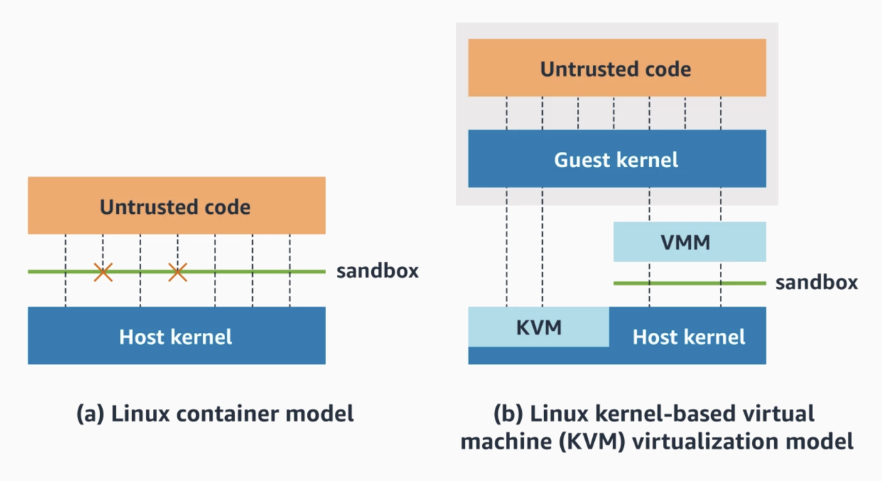 Untrusted code
sandbox
Host kernel
(a) Linux container model
Untrusted code
Guest kernel
VMM
sandbox
KVM
Host kernel
(b) Linux kernel-based virtual
machine (KVM) virtualization model